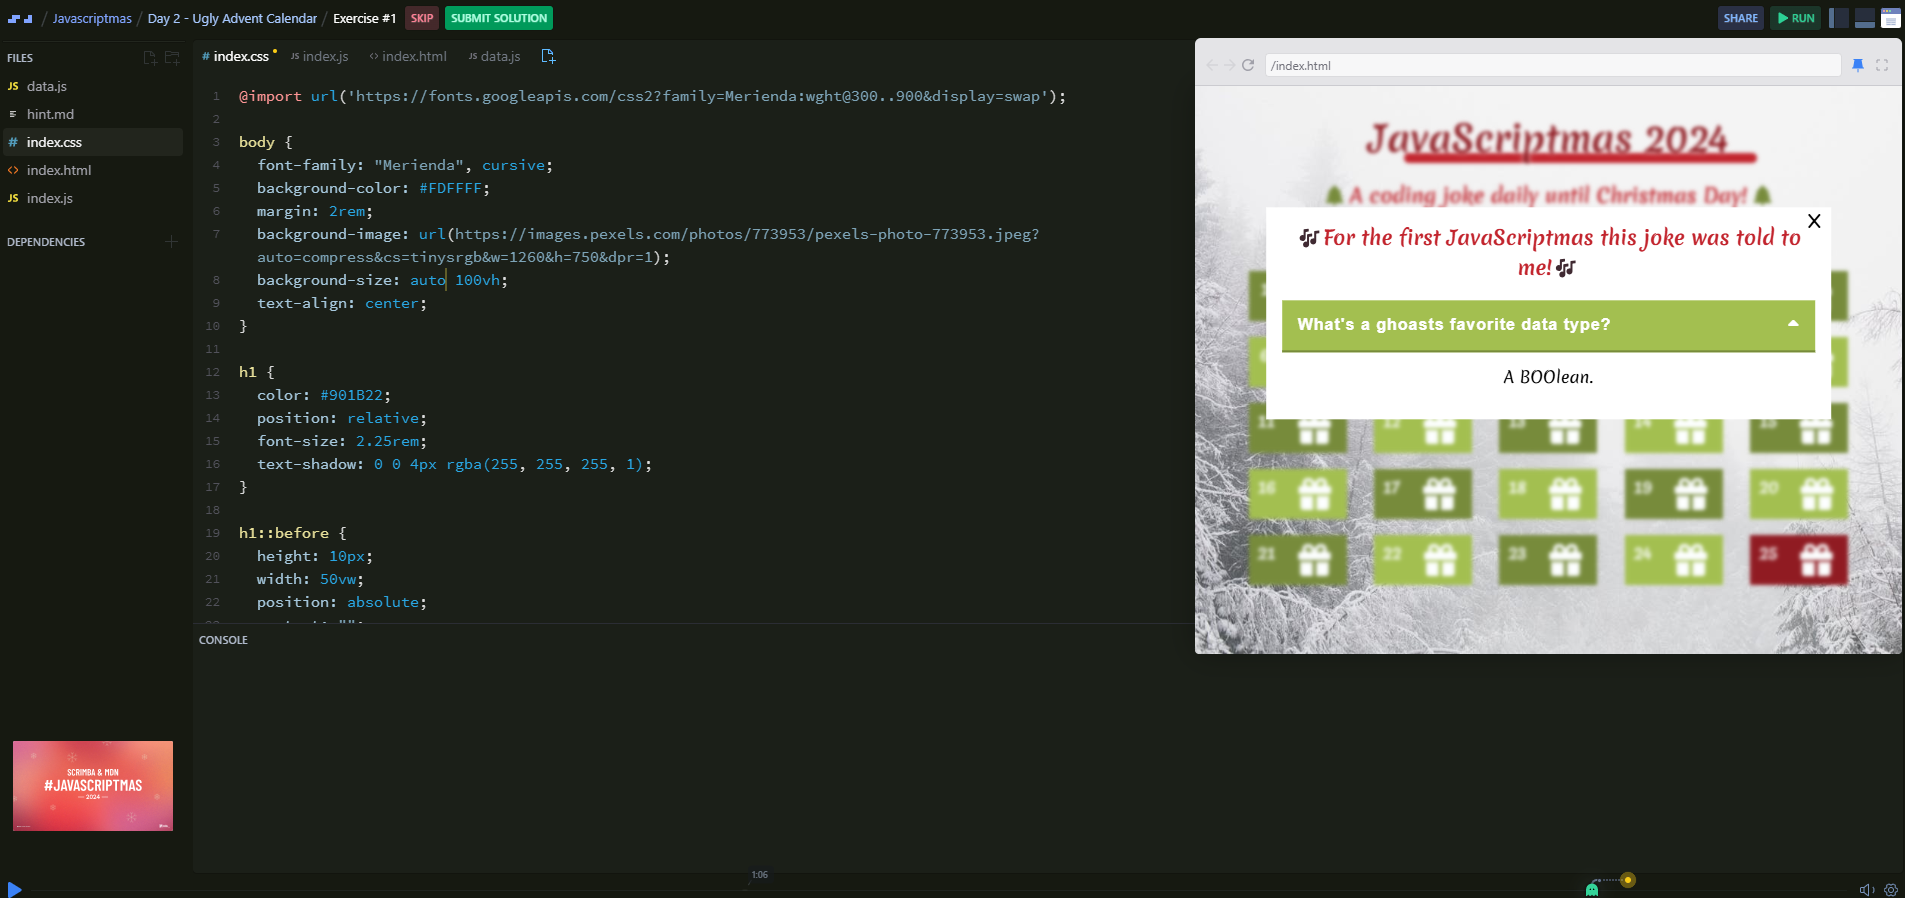 / Javascriptmas / Day 2 - Ugly Advent Calendar / Exercise #1 SKIP SUBMIT SOLUTION
SHARE RUN
FILES
JS data.js
hint.md
# index.css
<> index.html
JS index.js
DEPENDENCIES
# index.css JS index.js <> index.html JS data.js
1 @import url('https://fonts.googleapis.com/css2?family=Merienda:wght@300..900&display=swap');
2
3 body {
4 font-family: "Merienda", cursive;
5 background-color: #FDFFFF;
6 margin: 2rem;
7 background-image: url(https://images.pexels.com/photos/773953/pexels-photo-773953.jpeg?
auto=compress&cs=tinysrgb&w=1260&h=750&dpr=1);
8 background-size: auto 100vh;
9 text-align: center;
10 }
11
12 h1 {
13 color: #901B22;
14 position: relative;
15 font-size: 2.25rem;
16 text-shadow: 0 0 4px rgba(255, 255, 255, 1);
17 }
18
19 h1::before {
20 height: 10px;
21 width: 50vw;
22 position: absolute;
CONSOLE
SCRIMBA & MDN
#JAVASCRIPTMAS
— 2024 —
1:06
/index.html
JavaScriptmas 2024
A coding joke daily until Christmas Day!
X
🎶For the first JavaScriptmas this joke was told to
me!🎶
What's a ghoasts favorite data type?
A BOOlean.
11 12 13 14 15
16 17 18 19 20
21 22 23 24 25